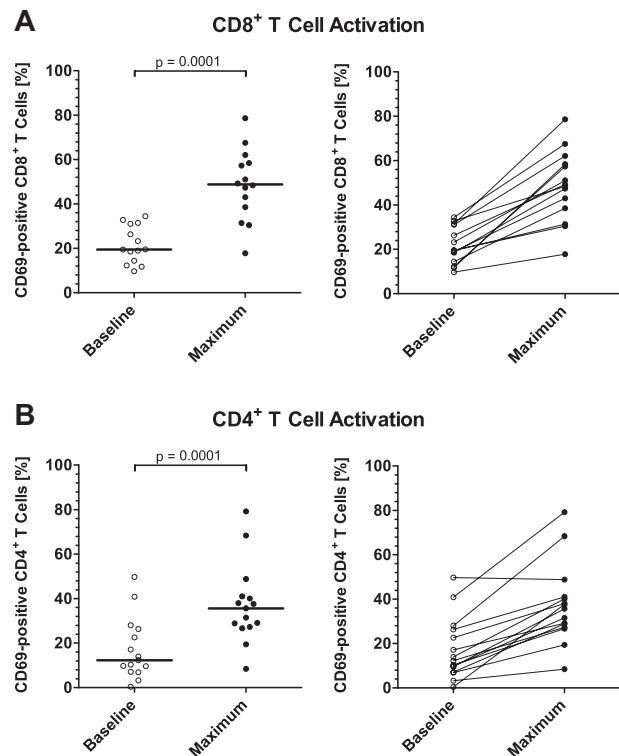 A
CD8+ T Cell Activation
p = 0.0001
CD69-positive CD8+ T Cells [%]
100
80
60
40
20
0
Baseline
Maximum
CD69-positive CD8+ T Cells [%]
100
80
60
40
20
0
Baseline
Maximum
B
CD4+ T Cell Activation
p = 0.0001
CD69-positive CD4+ T Cells [%]
100
80
60
40
20
0
Baseline
Maximum
CD69-positive CD4+ T Cells [%]
100
80
60
40
20
0
Baseline
Maximum